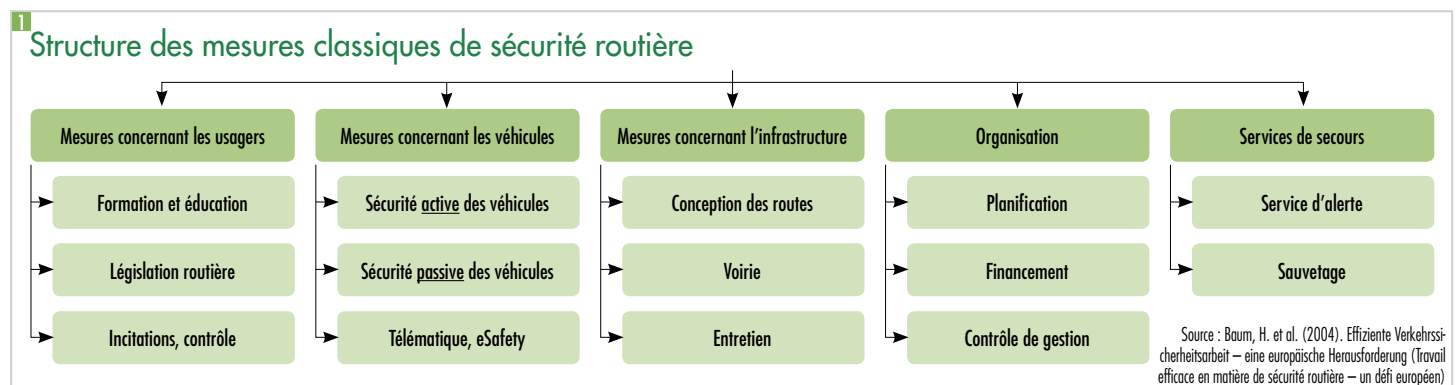 1
Structure des mesures classiques de sécurité routière
Mesures concernant les usagers
Formation et éducation
Législation routière
Incitations, contrôle
Mesures concernant les véhicules
Sécurité active des véhicules
Sécurité passive des véhicules
Télématique, eSafety
Mesures concernant l'infrastructure
Conception des routes
Voirie
Entretien
Organisation
Planification
Financement
Contrôle de gestion
Services de secours
Service d'alerte
Sauvetage
Source : Baum, H. et al. (2004). Effiziente Verkehrssi-
cherheitsarbeit – eine europäische Herausforderung (Travail
efficace en matière de sécurité routière – un défi européen)